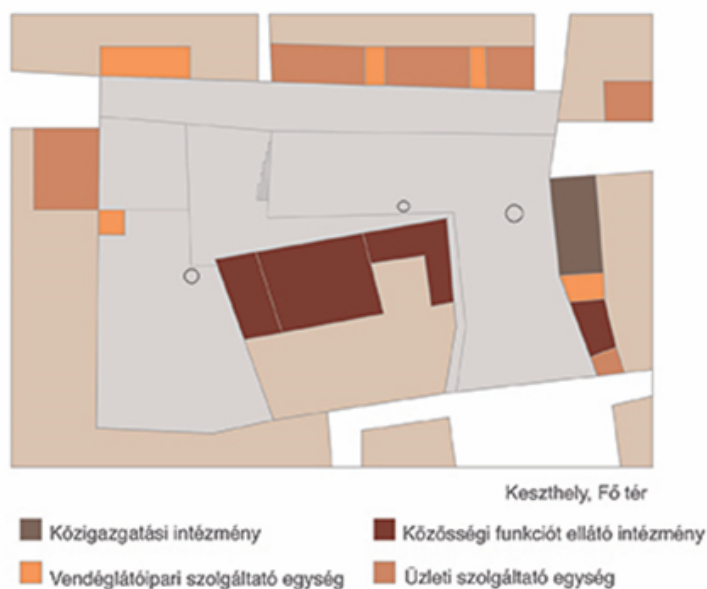 Keszthely, Fő tér
Közigazgatási intézmény
Közösségi funkciót ellátó intézmény
Vendéglátóipari szolgáltató egység
Üzleti szolgáltató egység